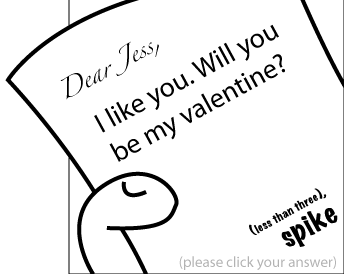 Dear Jess,
I like you. Will you
be my valentine?
(less than three),
spike
(please click your answer)